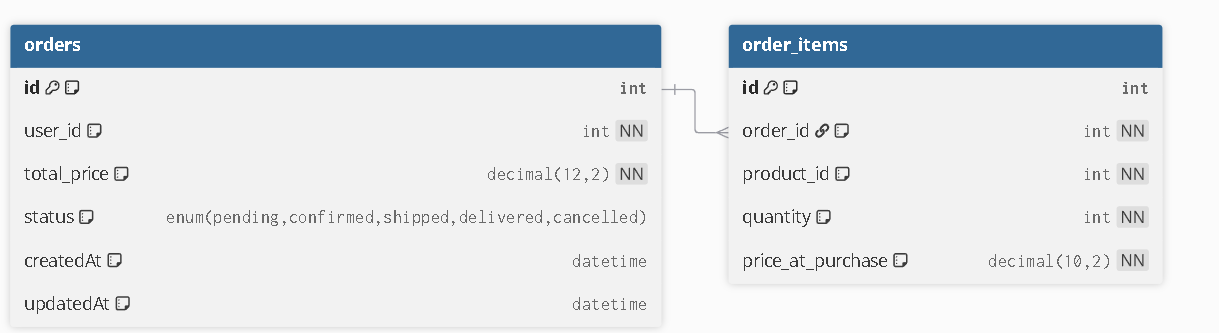 orders
id int
user_id int NN
total_price decimal(12,2) NN
status enum(pending,confirmed,shipped,delivered,cancelled)
createdAt datetime
updatedAt datetime
order_items
id int
order_id int NN
product_id int NN
quantity int NN
price_at_purchase decimal(10,2) NN